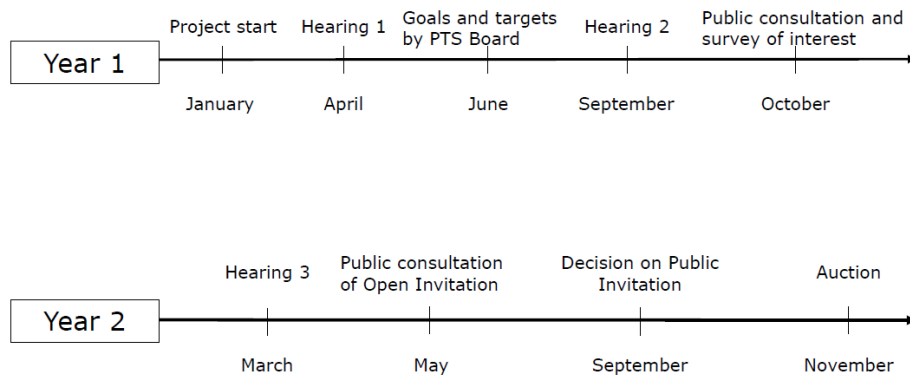 Project start
Hearing 1
Goals and targets
by PTS Board
Hearing 2
Public consultation and
survey of interest
Year 1
January
April
June
September
October
Hearing 3
Public consultation
of Open Invitation
Decision on Public
Invitation
Auction
Year 2
March
May
September
November